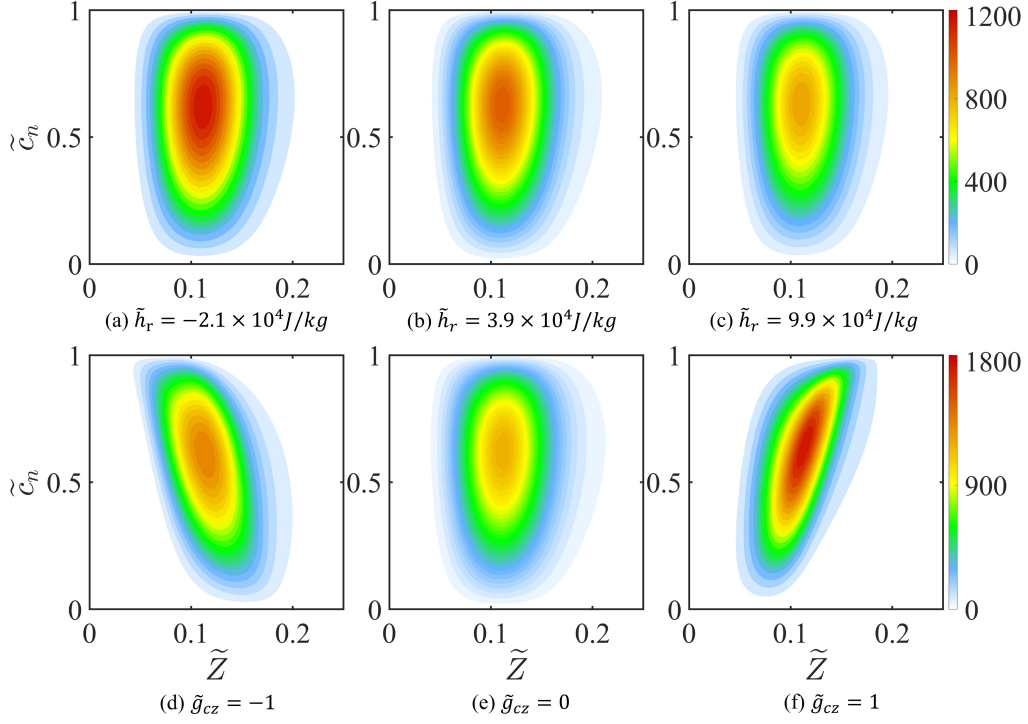 1 1 1 1200
c̃ₙ 0.5 0.5 0.5 800
400
0 0 0 0
0 0.1 0.2 0 0.1 0.2 0 0.1 0.2
(a) h̃ᵣ = −2.1 × 10⁴J/kg (b) h̃ᵣ = 3.9 × 10⁴J/kg (c) h̃ᵣ = 9.9 × 10⁴J/kg
1 1 1 1800
c̃ₙ 0.5 0.5 0.5 900
0 0 0 0
0 0.1 0.2 0 0.1 0.2 0 0.1 0.2
Z̃ Z̃ Z̃
(d) g̃_cz = −1 (e) g̃_cz = 0 (f) g̃_cz = 1